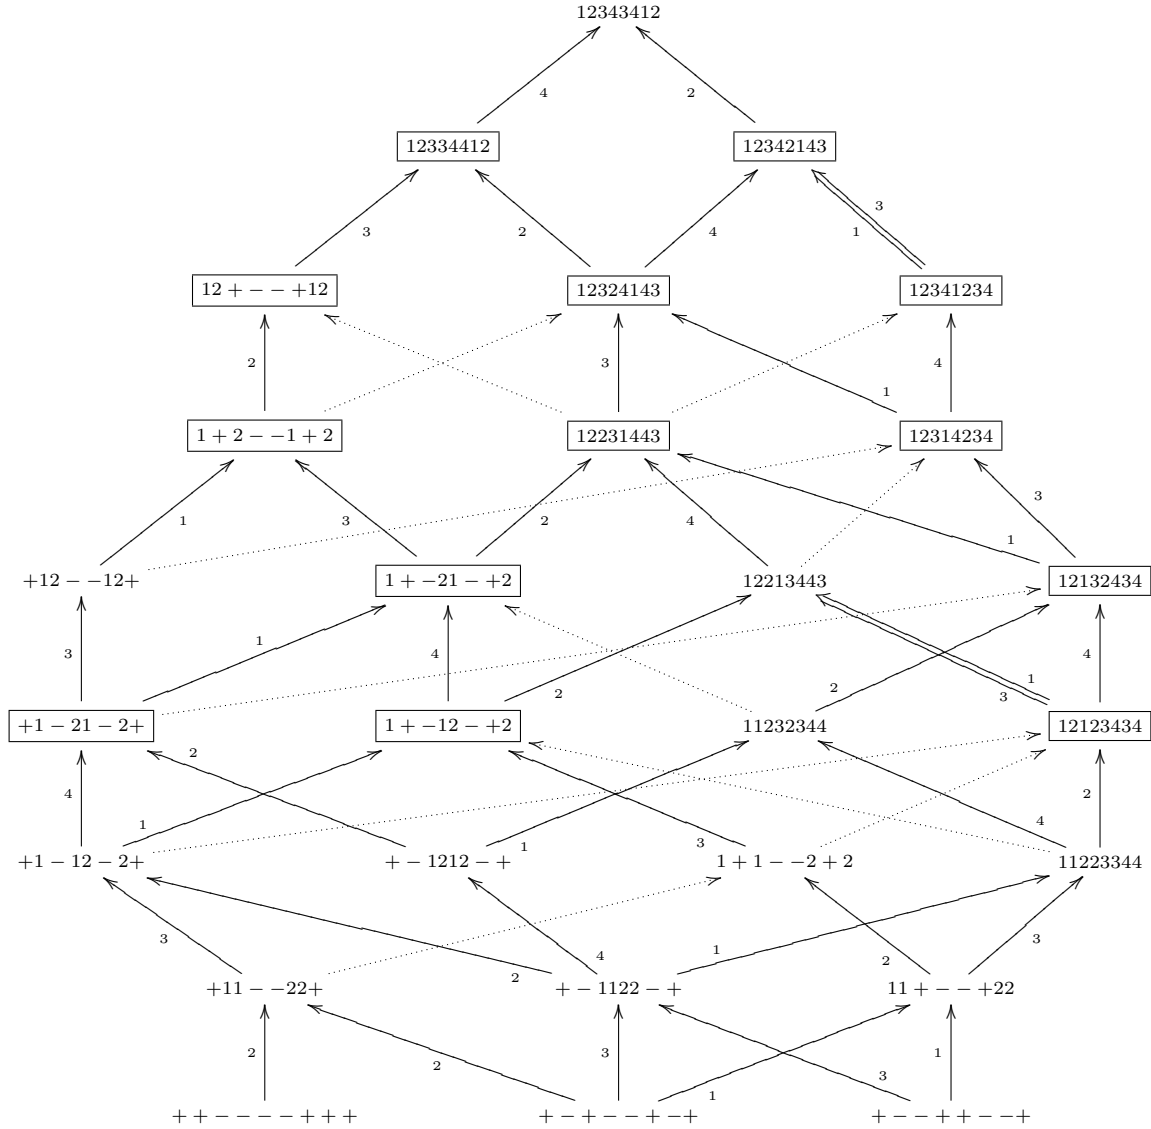 12343412
4 2
12334412 12342143
3 2 4 1 3
12 + − − +12 12324143 12341234
2 3 1 4
1 + 2 − −1 + 2 12231443 12314234
1 3 2 4 1 3
+12 − −12+ 1 + −21 − +2 12213443 12132434
3 1 4 2 2 3 1 4
+1 − 21 − 2+ 1 + −12 − +2 11232344 12123434
4 1 2 1 3 4 2
+1 − 12 − 2+ + − 1212 − + 1 + 1 − −2 + 2 11223344
3 2 4 1 2 3
+11 − −22+ + − 1122 − + 11 + − − +22
2 2 3 1 3 1
+ + − − − − + + + + − + − − + − + + − − + + − − +